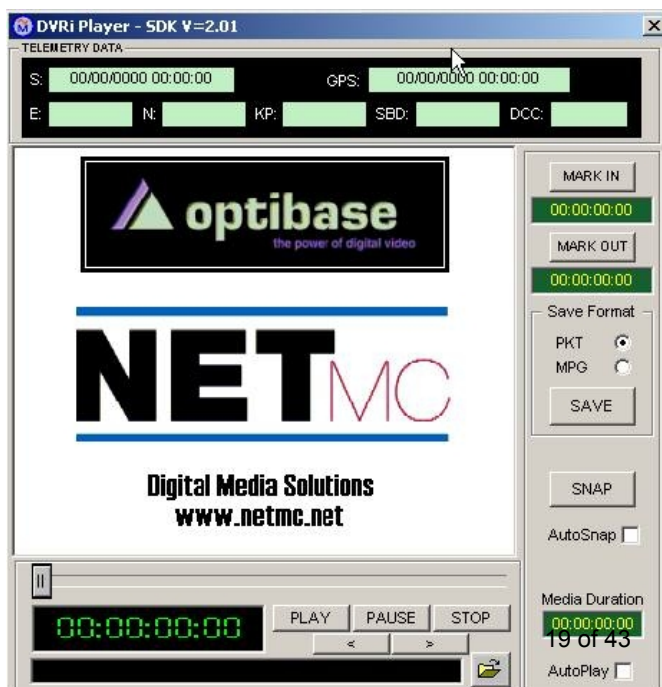 DVRi Player - SDK V=2.01
TELEMETRY DATA
S: 00/00/0000 00:00:00 GPS: 00/00/0000 00:00:00
E: N: KP: SBD: DCC:
optibase
the power of digital video
NETMC
Digital Media Solutions
www.netmc.net
MARK IN
00:00:00:00
MARK OUT
00:00:00:00
Save Format
PKT
MPG
SAVE
SNAP
AutoSnap
00:00:00:00
PLAY PAUSE STOP
< >
Media Duration
00:00:00:00
19 of 43
AutoPlay